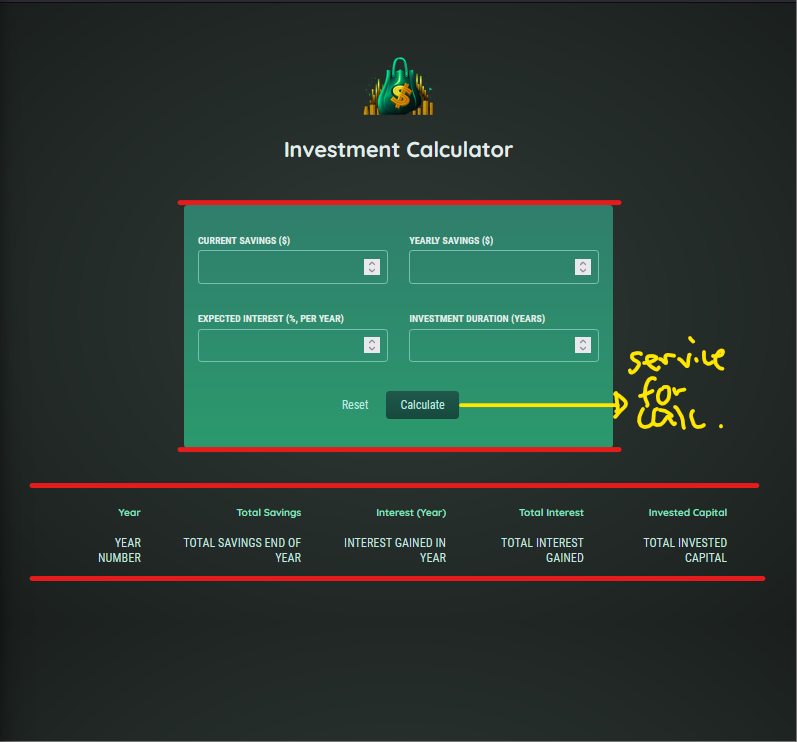 $
Investment Calculator
CURRENT SAVINGS ($) YEARLY SAVINGS ($)
EXPECTED INTEREST (%, PER YEAR) INVESTMENT DURATION (YEARS)
service
for
calc.
Reset Calculate
Year Total Savings Interest (Year) Total Interest Invested Capital
YEAR TOTAL SAVINGS END OF INTEREST GAINED IN TOTAL INTEREST TOTAL INVESTED
NUMBER YEAR YEAR GAINED CAPITAL